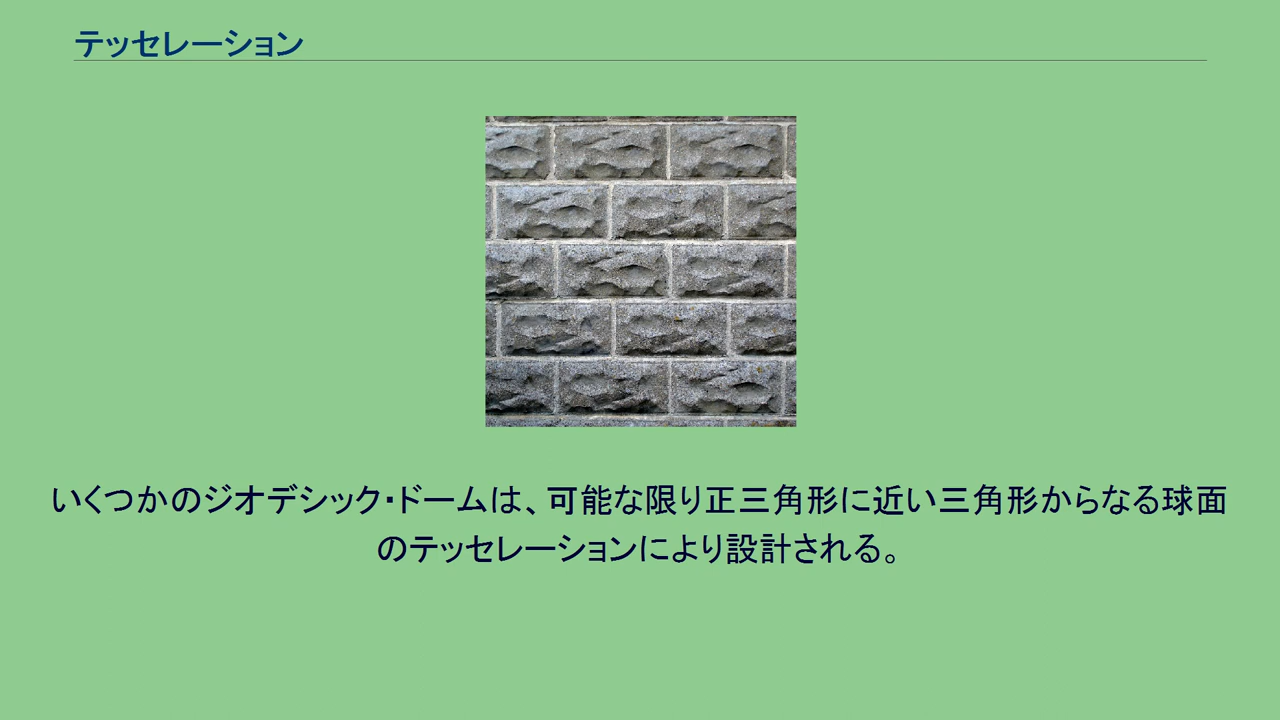 テッセレーション
いくつかのジオデシック・ドームは、可能な限り正三角形に近い三角形からなる球面
のテッセレーションにより設計される。